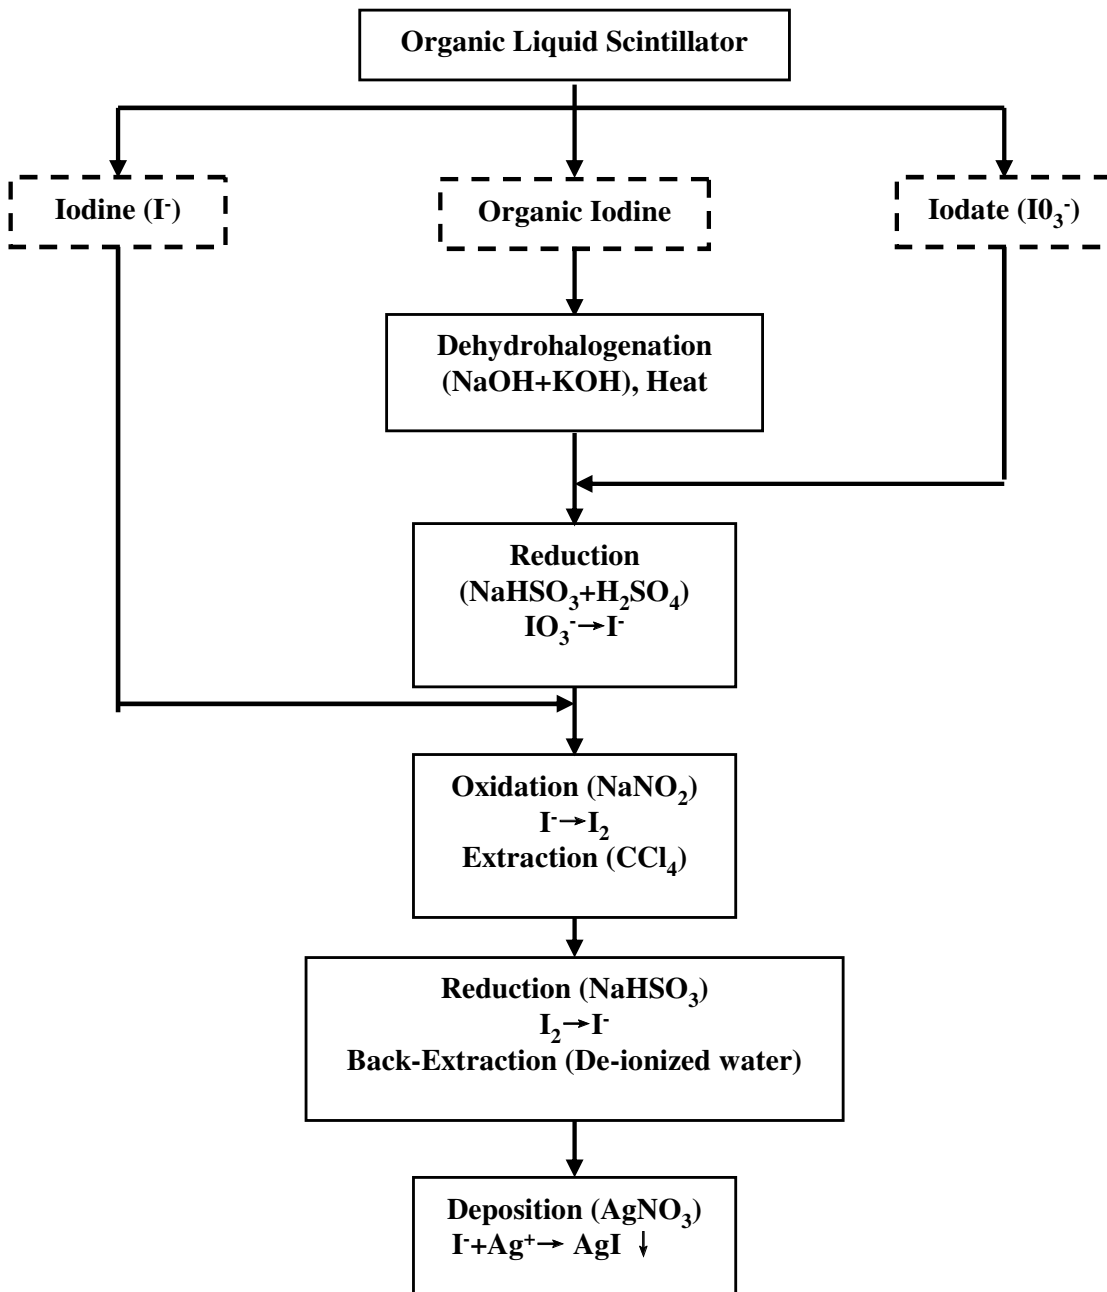 Organic Liquid Scintillator
Iodine (I⁻)
Organic Iodine
Iodate (I0₃⁻)
Dehydrohalogenation
(NaOH+KOH), Heat
Reduction
(NaHSO₃+H₂SO₄)
IO₃⁻→I⁻
Oxidation (NaNO₂)
I⁻→I₂
Extraction (CCl₄)
Reduction (NaHSO₃)
I₂→I⁻
Back-Extraction (De-ionized water)
Deposition (AgNO₃)
I⁻+Ag⁺→ AgI ↓